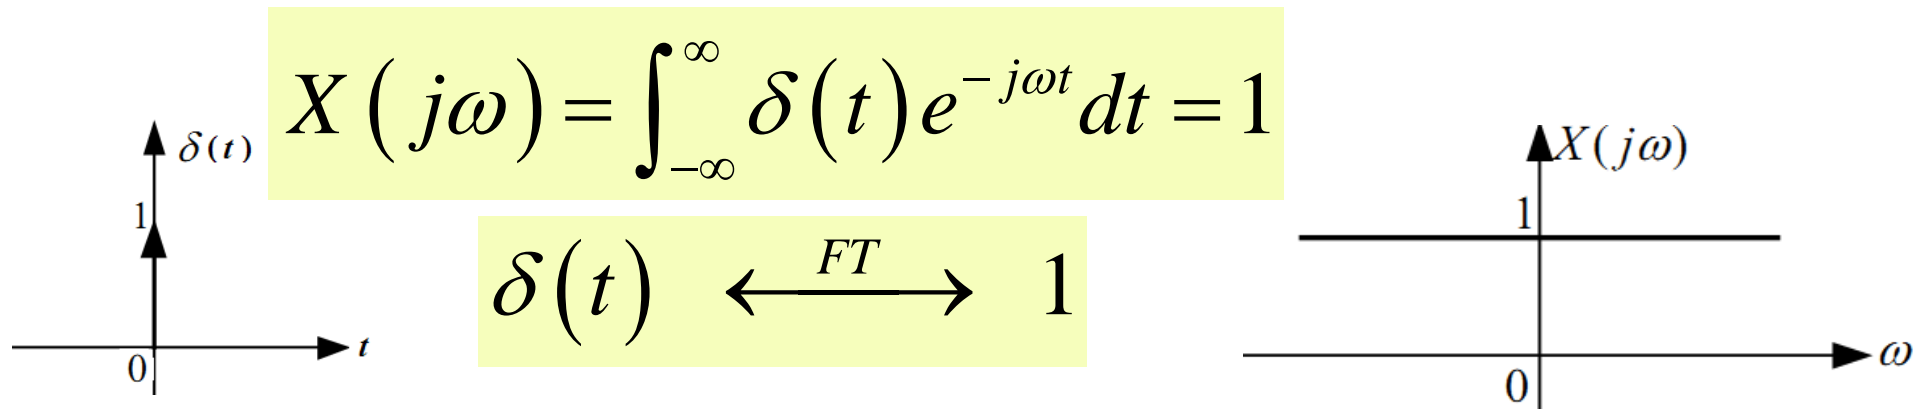 X(jω) = ∫_{−∞}^{∞} δ(t)e^{−jωt}dt = 1
δ(t) ←FT→ 1
δ(t)
1
0
t
X(jω)
1
0
ω